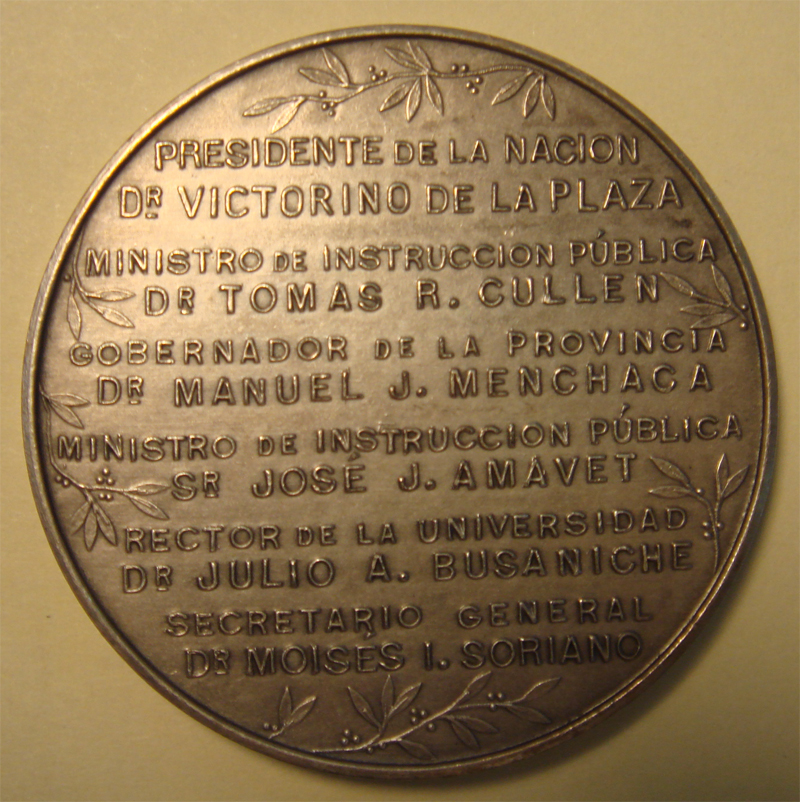 PRESIDENTE DE LA NACION
DR VICTORINO DE LA PLAZA
MINISTRO DE INSTRUCCION PÚBLICA
DR TOMAS R. CULLEN
GOBERNADOR DE LA PROVINCIA
DR MANUEL J. MENCHACA
MINISTRO DE INSTRUCCION PÚBLICA
SR JOSÉ J. AMAVET
RECTOR DE LA UNIVERSIDAD
DR JULIO A. BUSANICHE
SECRETARIO GENERAL
DR MOISES I. SORIANO